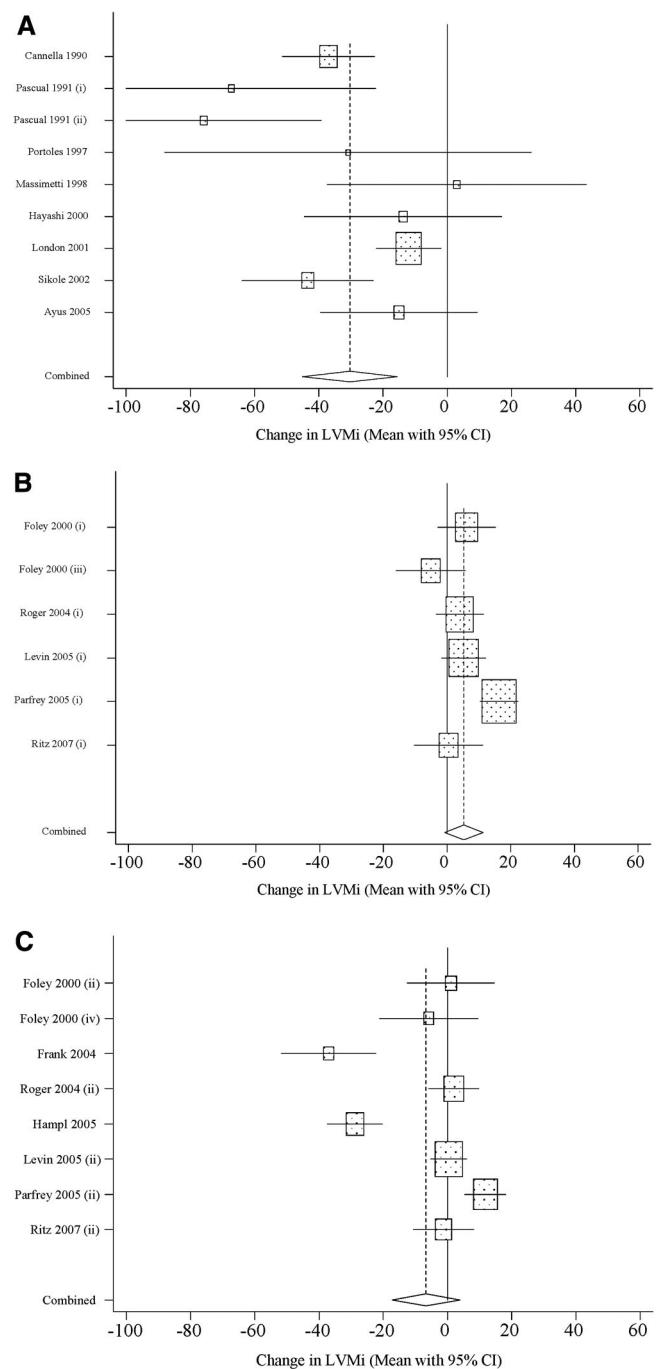 A
Cannella 1990
Pascual 1991 (i)
Pascual 1991 (ii)
Portoles 1997
Massimetti 1998
Hayashi 2000
London 2001
Sikole 2002
Ayus 2005
Combined
-100 -80 -60 -40 -20 0 20 40 60
Change in LVMi (Mean with 95% CI)
B
Foley 2000 (i)
Foley 2000 (iii)
Roger 2004 (i)
Levin 2005 (i)
Parfrey 2005 (i)
Ritz 2007 (i)
Combined
-100 -80 -60 -40 -20 0 20 40 60
Change in LVMi (Mean with 95% CI)
C
Foley 2000 (ii)
Foley 2000 (iv)
Frank 2004
Roger 2004 (ii)
Hampl 2005
Levin 2005 (ii)
Parfrey 2005 (ii)
Ritz 2007 (ii)
Combined
-100 -80 -60 -40 -20 0 20 40 60
Change in LVMi (Mean with 95% CI)